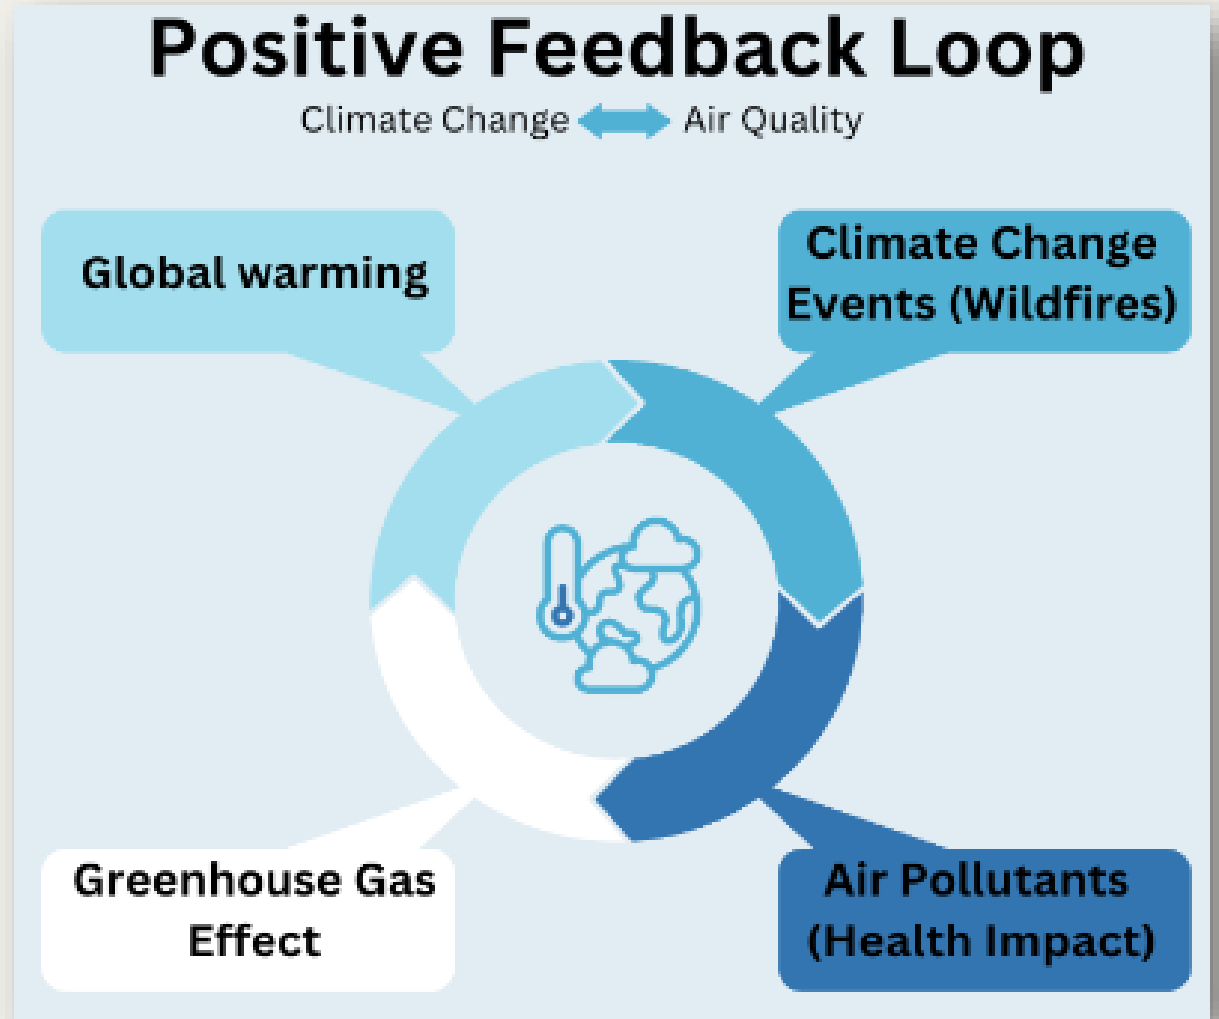 Positive Feedback Loop
Climate Change Air Quality
Global warming
Climate Change
Events (Wildfires)
Greenhouse Gas
Effect
Air Pollutants
(Health Impact)